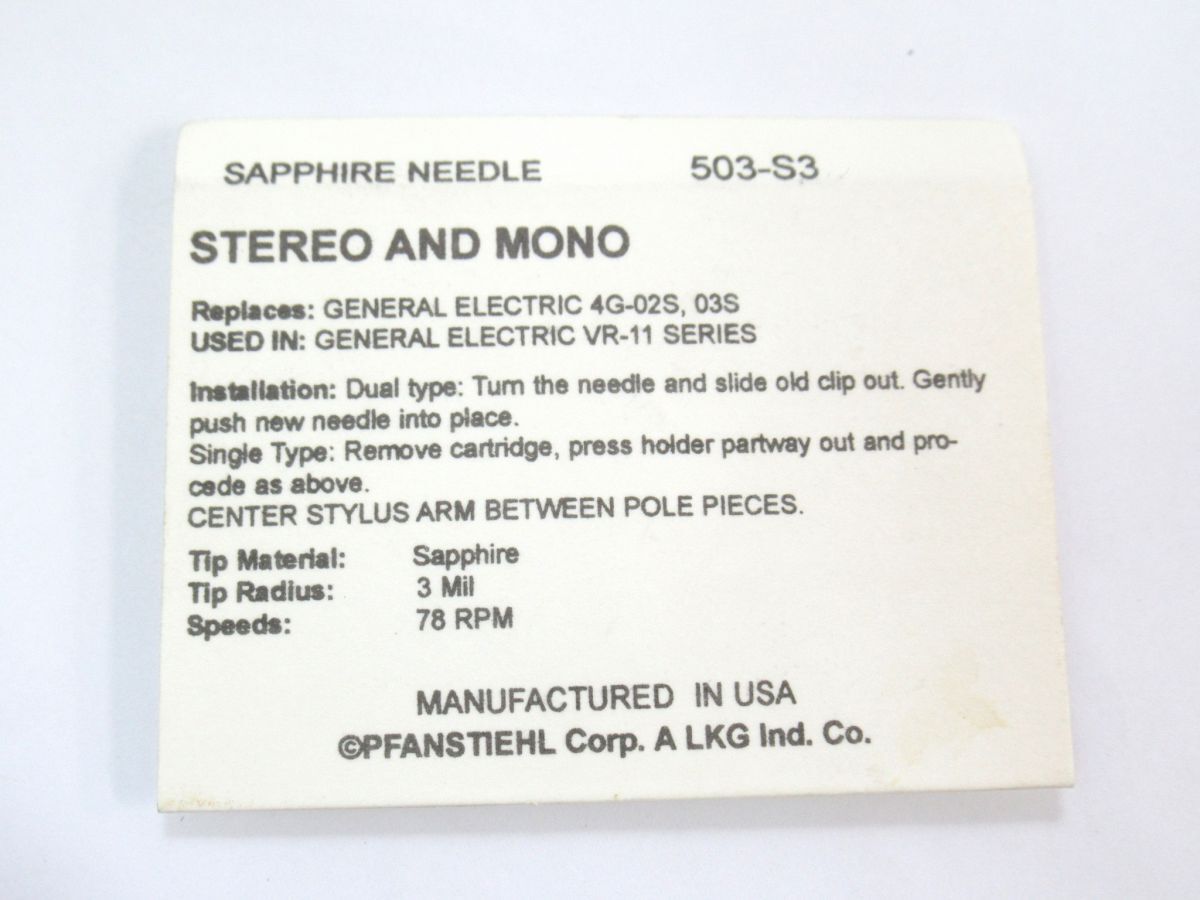 SAPPHIRE NEEDLE 503-S3
STEREO AND MONO
Replaces: GENERAL ELECTRIC 4G-02S, 03S
USED IN: GENERAL ELECTRIC VR-11 SERIES
Installation: Dual type: Turn the needle and slide old clip out. Gently
push new needle into place.
Single Type: Remove cartridge, press holder partway out and pro-
cede as above.
CENTER STYLUS ARM BETWEEN POLE PIECES.
Tip Material: Sapphire
Tip Radius: 3 Mil
Speeds: 78 RPM
MANUFACTURED IN USA
©PFANSTIEHL Corp. A LKG Ind. Co.